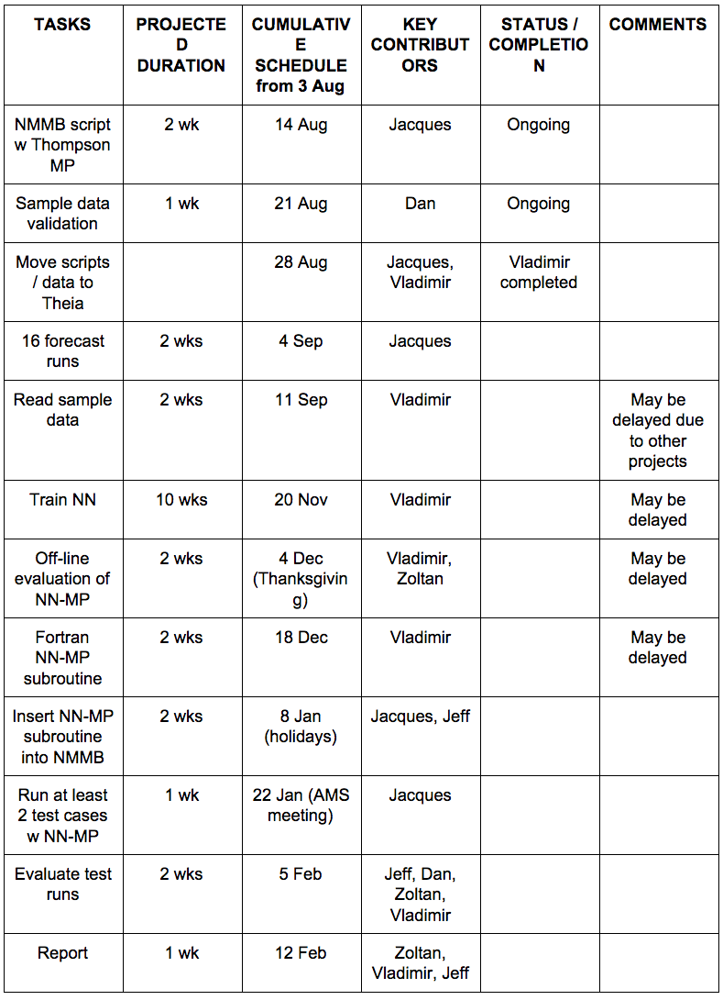 TASKS
PROJECTE
D
DURATION
CUMULATIV
E
SCHEDULE
from 3 Aug
KEY
CONTRIBUT
ORS
STATUS /
COMPLETIO
N
COMMENTS
NMMB script
w Thompson
MP
2 wk
14 Aug
Jacques
Ongoing
Sample data
validation
1 wk
21 Aug
Dan
Ongoing
Move scripts
/ data to
Theia
28 Aug
Jacques,
Vladimir
Vladimir
completed
16 forecast
runs
2 wks
4 Sep
Jacques
Read sample
data
2 wks
11 Sep
Vladimir
May be
delayed due
to other
projects
Train NN
10 wks
20 Nov
Vladimir
May be
delayed
Off-line
evaluation of
NN-MP
2 wks
4 Dec
(Thanksgivin
g)
Vladimir,
Zoltan
May be
delayed
Fortran
NN-MP
subroutine
2 wks
18 Dec
Vladimir
May be
delayed
Insert NN-MP
subroutine
into NMMB
2 wks
8 Jan
(holidays)
Jacques, Jeff
Run at least
2 test cases
w NN-MP
1 wk
22 Jan (AMS
meeting)
Jacques
Evaluate test
runs
2 wks
5 Feb
Jeff, Dan,
Zoltan,
Vladimir
Report
1 wk
12 Feb
Zoltan,
Vladimir, Jeff